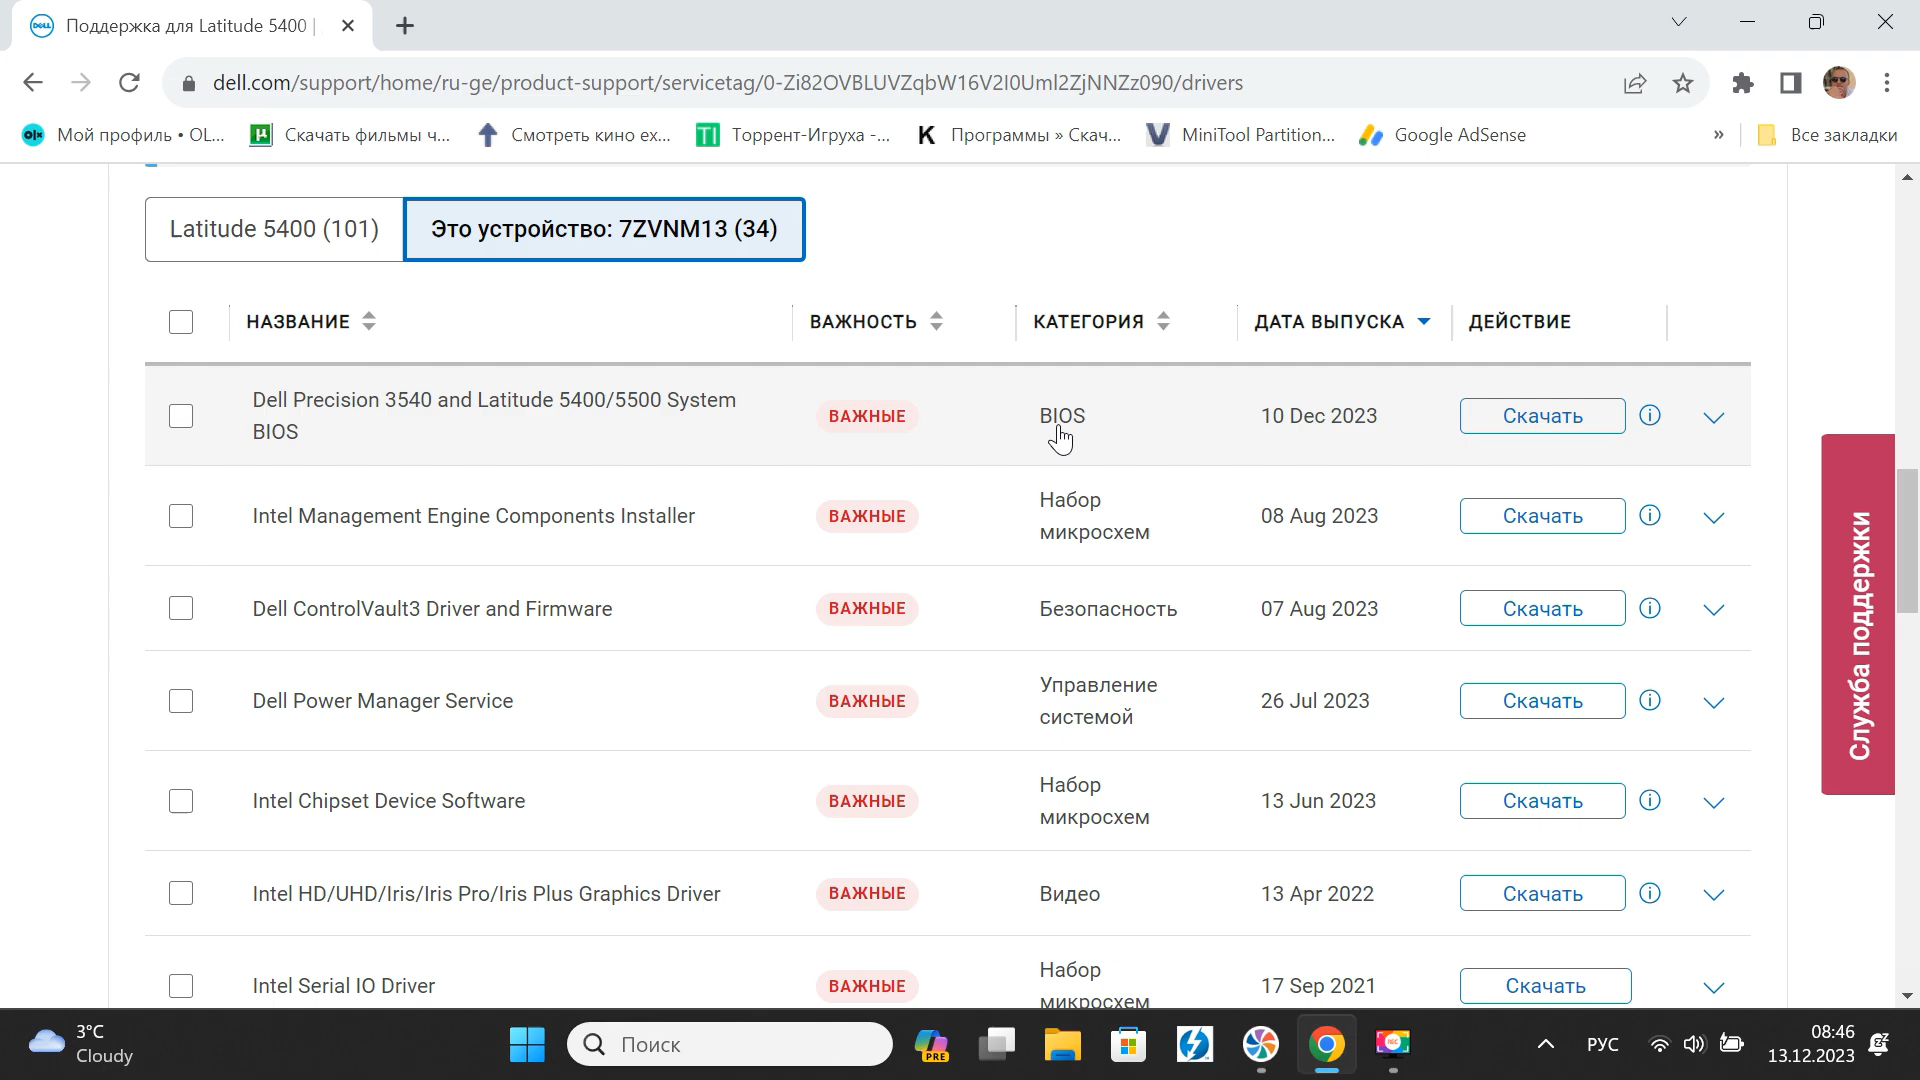 Поддержка для Latitude 5400 |
dell.com/support/home/ru-ge/product-support/servicetag/0-Zi82OVBLUVZqbW16V2I0Uml2ZjNNZz090/drivers
Мой профиль • OL...
Скачать фильмы ч...
Смотреть кино ех...
Торрент-Игруха -...
Программы » Скач...
MiniTool Partition...
Google AdSense
»
Все закладки
Latitude 5400 (101)
Это устройство: 7ZVNM13 (34)
НАЗВАНИЕ
ВАЖНОСТЬ
КАТЕГОРИЯ
ДАТА ВЫПУСКА
ДЕЙСТВИЕ
Dell Precision 3540 and Latitude 5400/5500 System
BIOS
ВАЖНЫЕ
BIOS
10 Dec 2023
Скачать
Intel Management Engine Components Installer
ВАЖНЫЕ
Набор
микросхем
08 Aug 2023
Скачать
Dell ControlVault3 Driver and Firmware
ВАЖНЫЕ
Безопасность
07 Aug 2023
Скачать
Dell Power Manager Service
ВАЖНЫЕ
Управление
системой
26 Jul 2023
Скачать
Intel Chipset Device Software
ВАЖНЫЕ
Набор
микросхем
13 Jun 2023
Скачать
Intel HD/UHD/Iris/Iris Pro/Iris Plus Graphics Driver
ВАЖНЫЕ
Видео
13 Apr 2022
Скачать
Intel Serial IO Driver
ВАЖНЫЕ
Набор
микросхем
17 Sep 2021
Скачать
Служба поддержки
3°C
Cloudy
Поиск
PRE
REC
РУС
08:46
13.12.2023